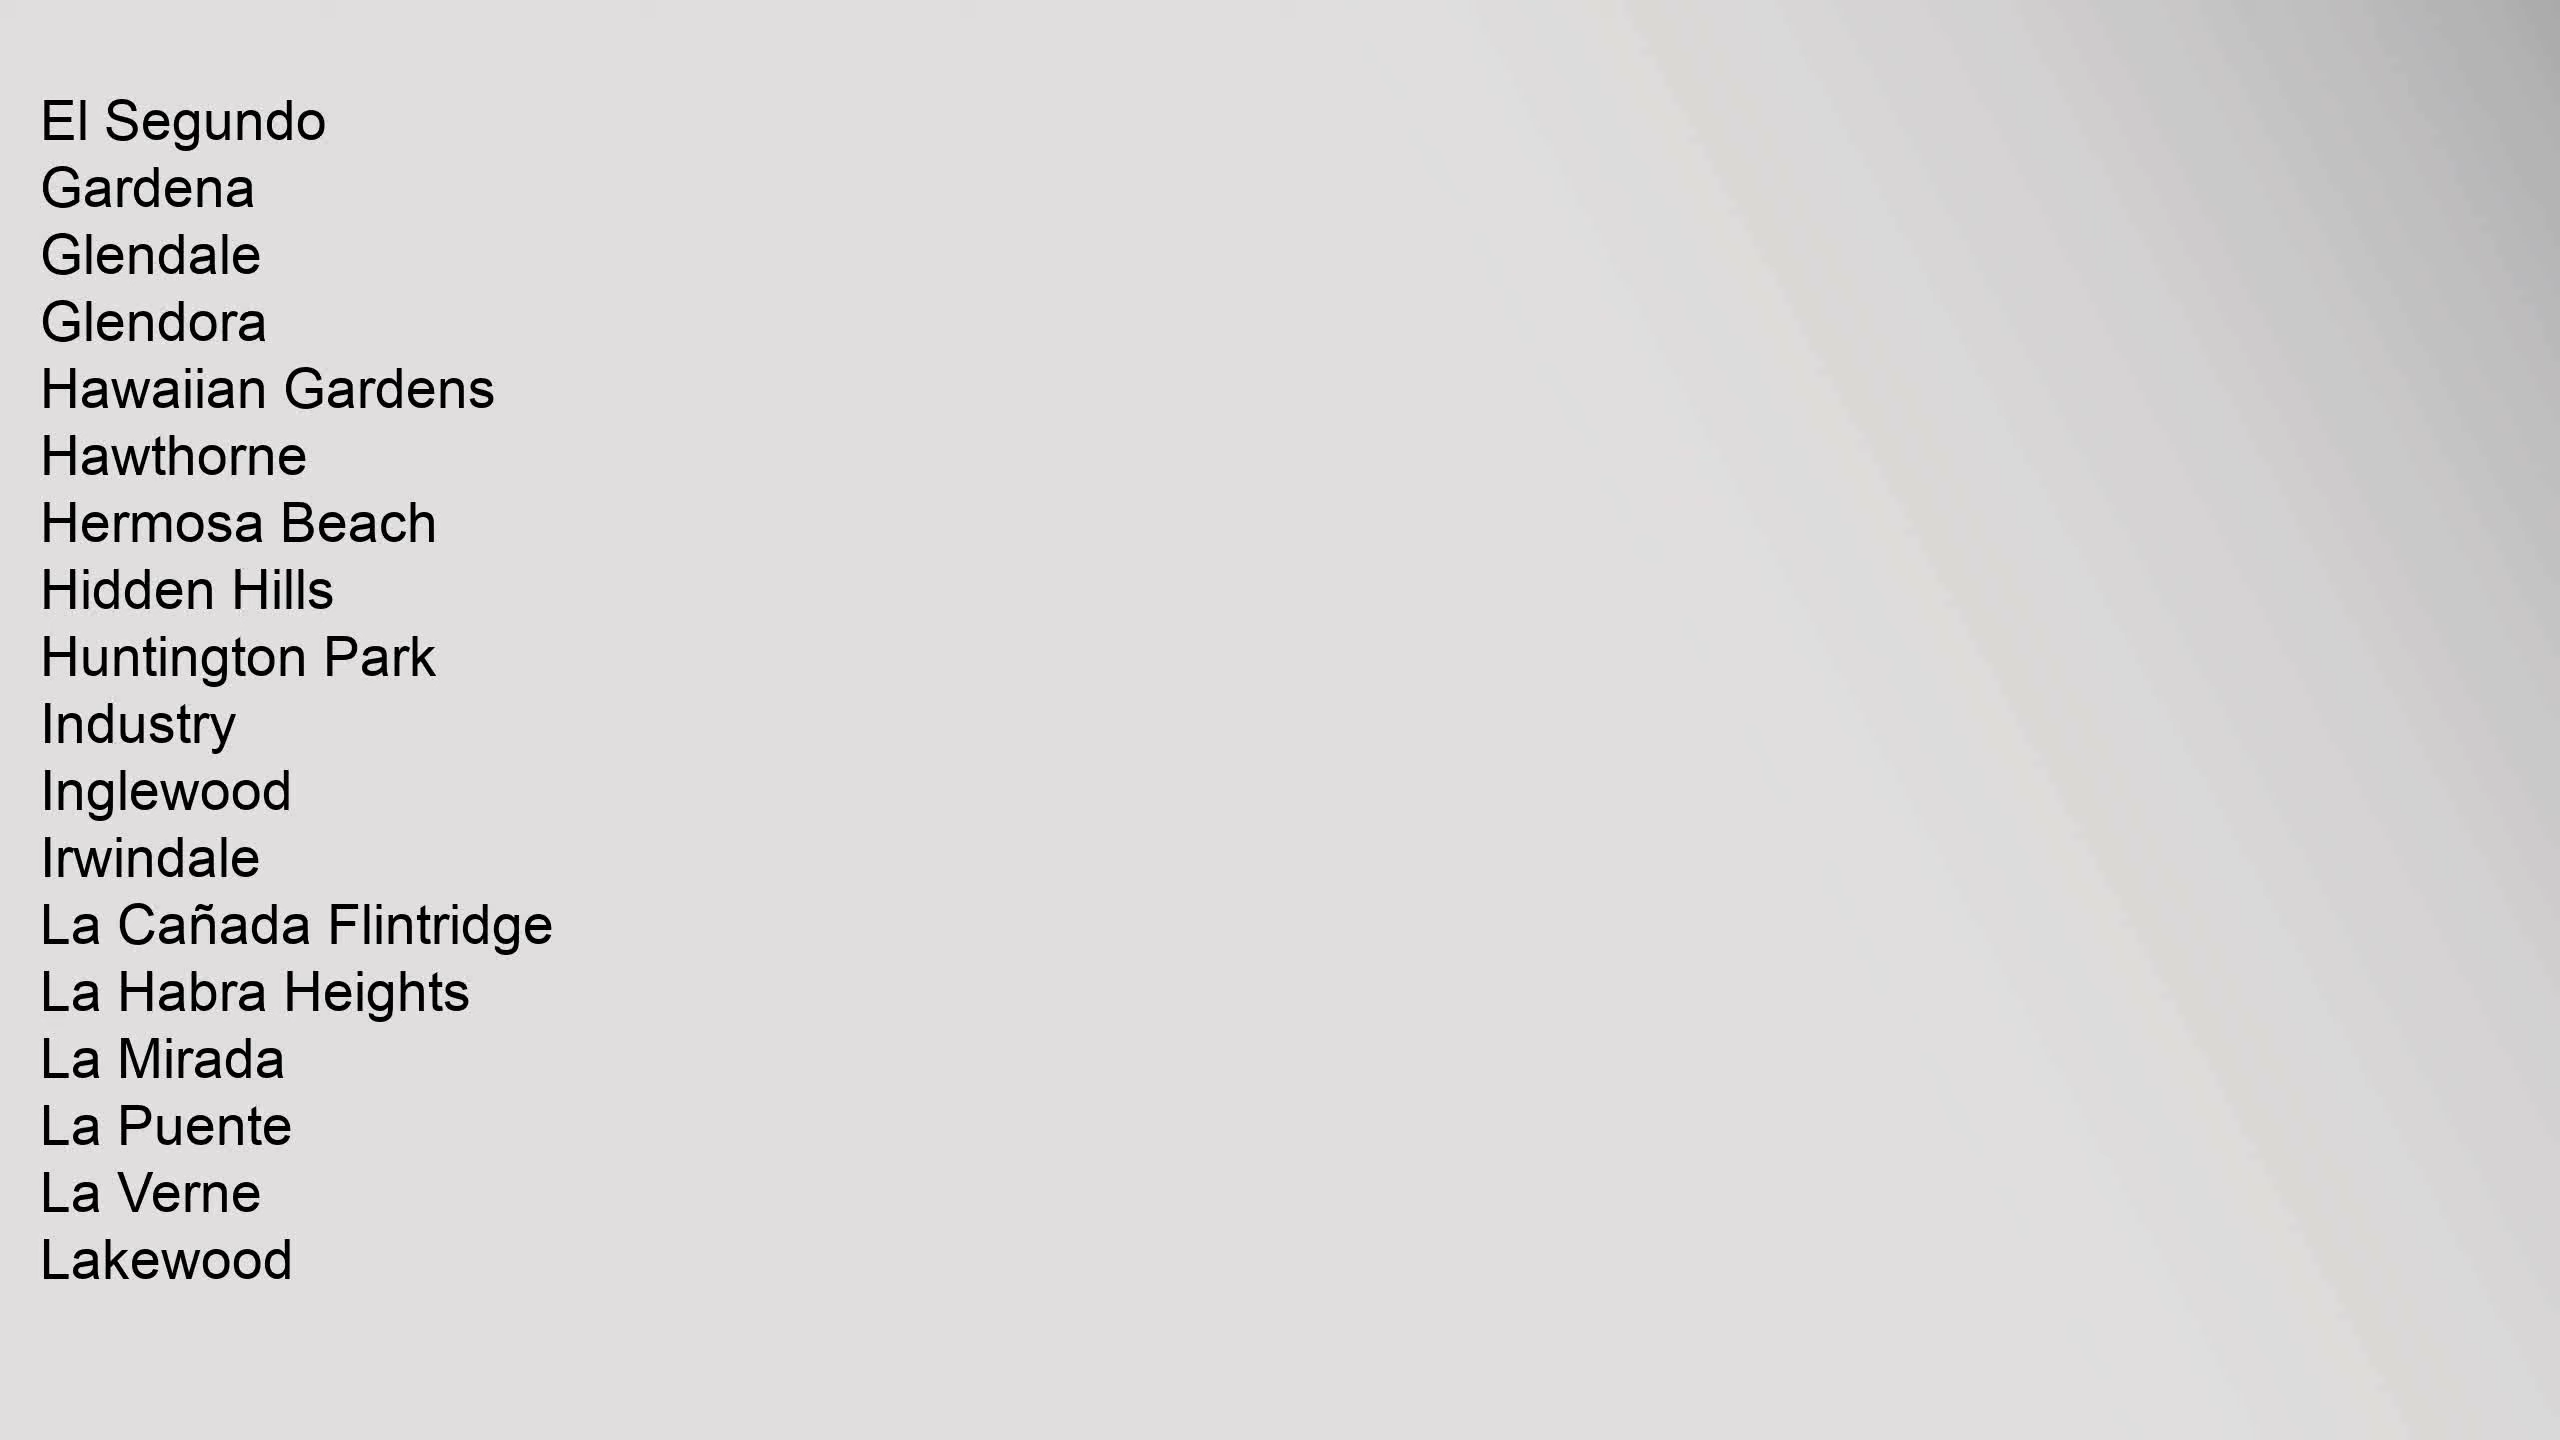 El Segundo
Gardena
Glendale
Glendora
Hawaiian Gardens
Hawthorne
Hermosa Beach
Hidden Hills
Huntington Park
Industry
Inglewood
Irwindale
La Cañada Flintridge
La Habra Heights
La Mirada
La Puente
La Verne
Lakewood